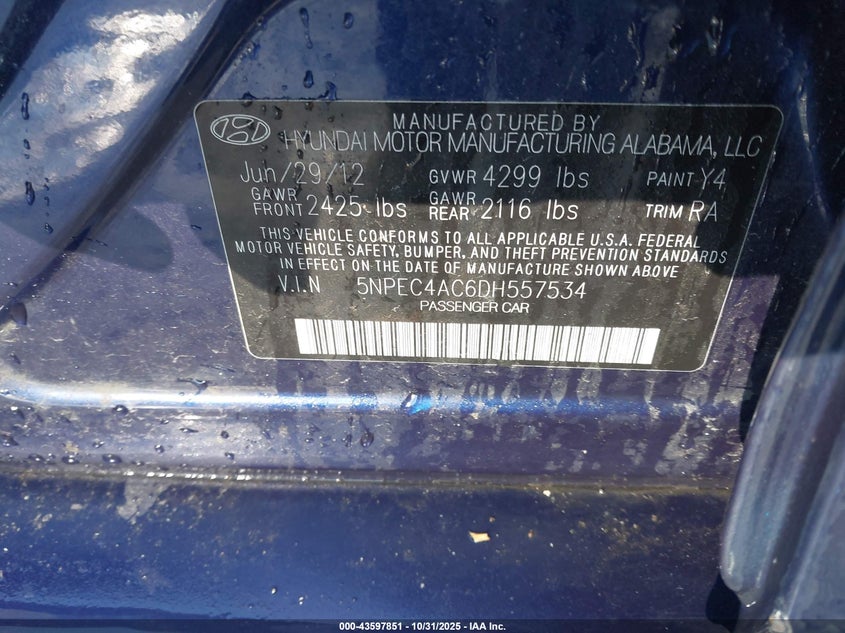 MANUFACTURED BY
HYUNDAI MOTOR MANUFACTURING ALABAMA, LLC
Jun/29/12 GVWR 4299 lbs PAINT Y4
GAWR FRONT 2425 lbs GAWR REAR 2116 lbs TRIM RA
THIS VEHICLE CONFORMS TO ALL APPLICABLE U.S.A. FEDERAL
MOTOR VEHICLE SAFETY, BUMPER, AND THEFT PREVENTION STANDARDS
IN EFFECT ON THE DATE OF MANUFACTURE SHOWN ABOVE
V.I.N 5NPEC4AC6DH557534
PASSENGER CAR
000-43597851 | 10/31/2025 - IAA Inc.